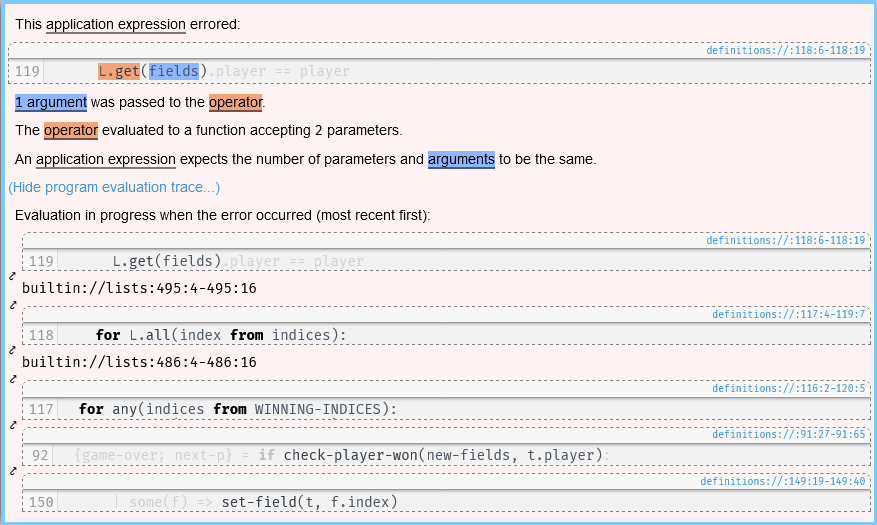 This application expression errored:
definitions://:118:6-118:19
119 L.get(fields).player == player
1 argument was passed to the operator.
The operator evaluated to a function accepting 2 parameters.
An application expression expects the number of parameters and arguments to be the same.
(Hide program evaluation trace...)
Evaluation in progress when the error occurred (most recent first):
definitions://:118:6-118:19
119 L.get(fields).player == player
builtin://lists:495:4-495:16
definitions://:117:4-119:7
118 for L.all(index from indices):
builtin://lists:486:4-486:16
definitions://:116:2-120:5
117 for any(indices from WINNING-INDICES):
definitions://:91:27-91:65
92 {game-over; next-p} = if check-player-won(new-fields, t.player):
definitions://:149:19-149:40
150 | some(f) => set-field(t, f.index)